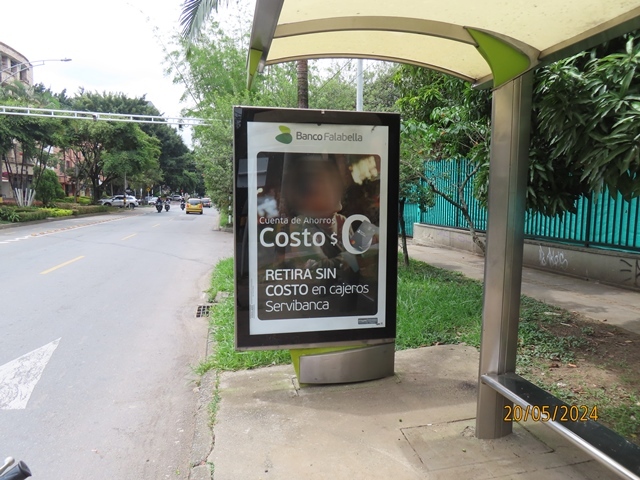 Banco Falabella
Cuenta de Ahorros
Costo $ 0
RETIRA SIN
COSTO en cajeros
Servibanca
20/05/2024